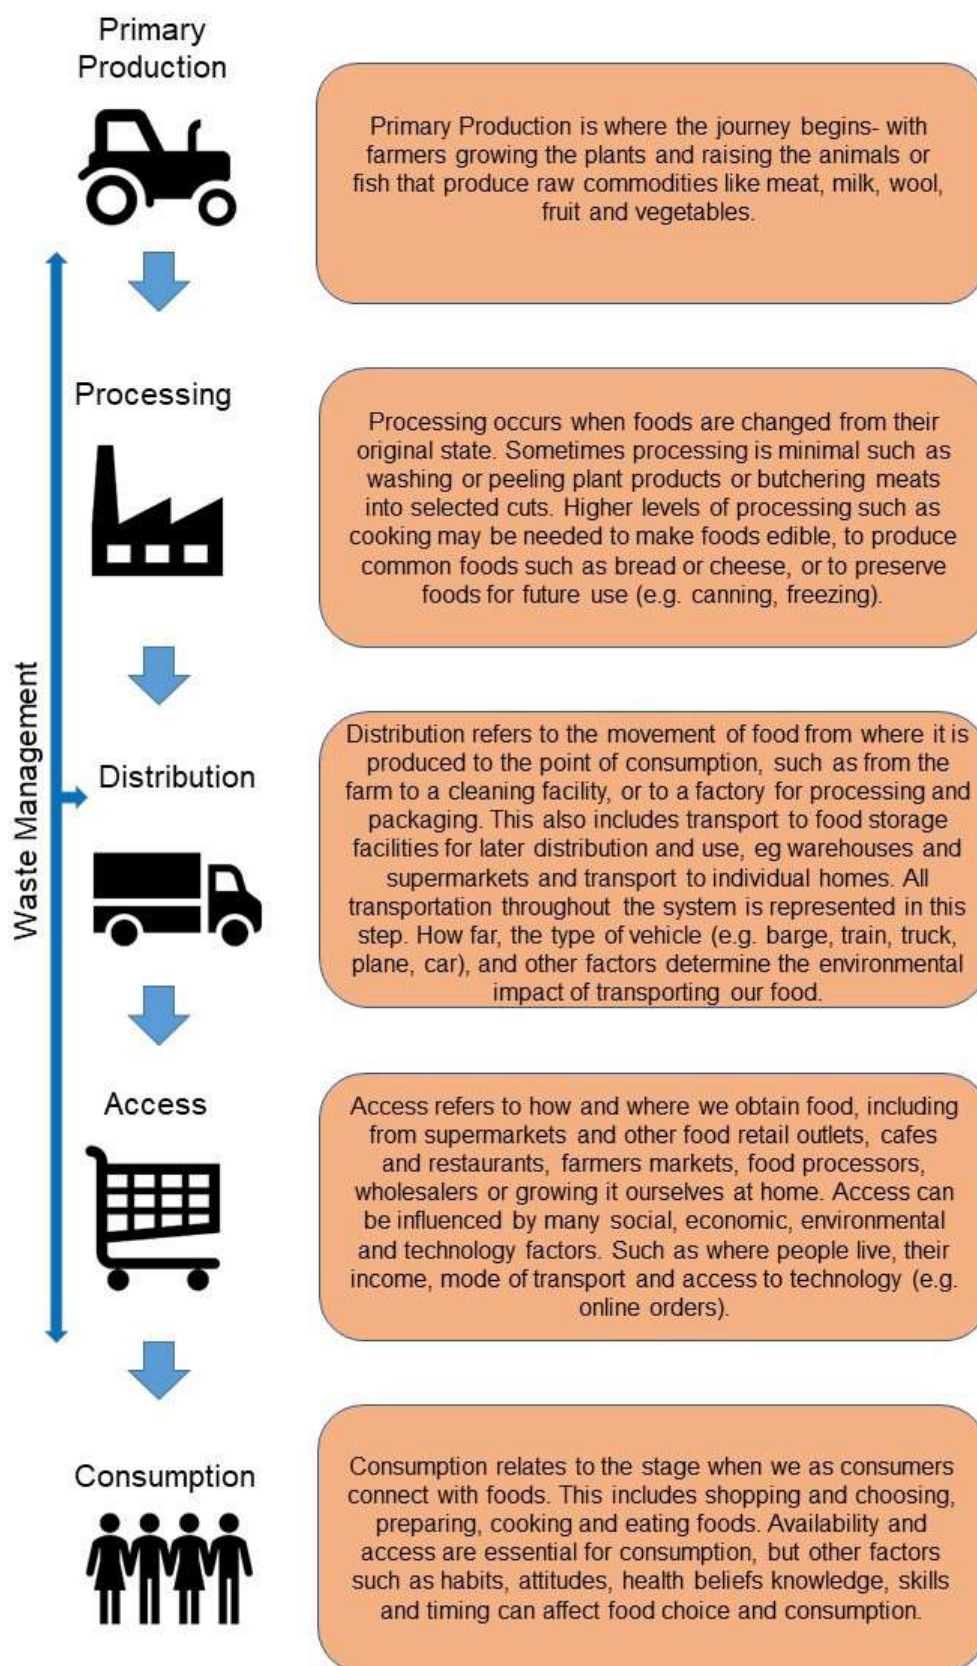 Primary
Production
Primary Production is where the journey begins- with
farmers growing the plants and raising the animals or
fish that produce raw commodities like meat, milk, wool,
fruit and vegetables.
Processing
Processing occurs when foods are changed from their
original state. Sometimes processing is minimal such as
washing or peeling plant products or butchering meats
into selected cuts. Higher levels of processing such as
cooking may be needed to make foods edible, to produce
common foods such as bread or cheese, or to preserve
foods for future use (e.g. canning, freezing).
Waste Management
Distribution
Distribution refers to the movement of food from where it is
produced to the point of consumption, such as from the
farm to a cleaning facility, or to a factory for processing and
packaging. This also includes transport to food storage
facilities for later distribution and use, eg warehouses and
supermarkets and transport to individual homes. All
transportation throughout the system is represented in this
step. How far, the type of vehicle (e.g. barge, train, truck,
plane, car), and other factors determine the environmental
impact of transporting our food.
Access
Access refers to how and where we obtain food, including
from supermarkets and other food retail outlets, cafes
and restaurants, farmers markets, food processors,
wholesalers or growing it ourselves at home. Access can
be influenced by many social, economic, environmental
and technology factors. Such as where people live, their
income, mode of transport and access to technology (e.g.
online orders).
Consumption
Consumption relates to the stage when we as consumers
connect with foods. This includes shopping and choosing,
preparing, cooking and eating foods. Availability and
access are essential for consumption, but other factors
such as habits, attitudes, health beliefs knowledge, skills
and timing can affect food choice and consumption.